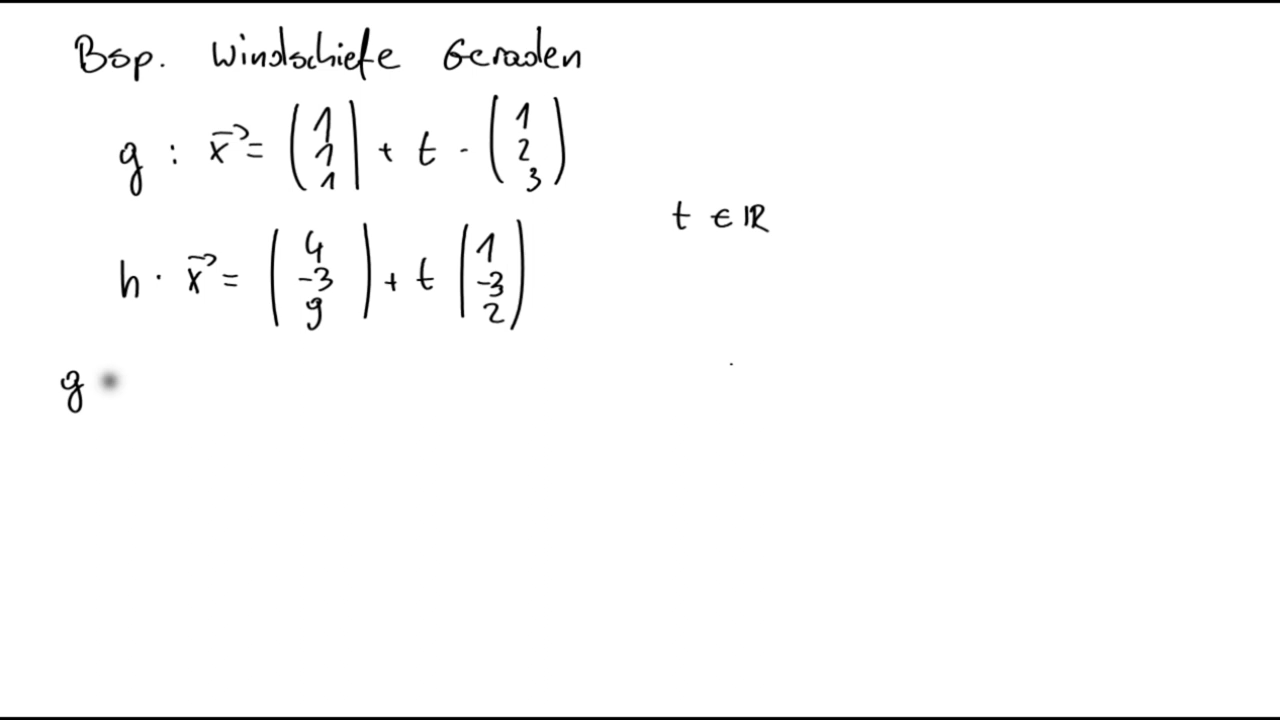 Bsp. Windschiefe Geraden
g : x⃗ = (1 1 1) + t · (1 2 3)
t ∈ ℝ
h · x⃗ = (4 -3 9) + t (1 -3 2)
g